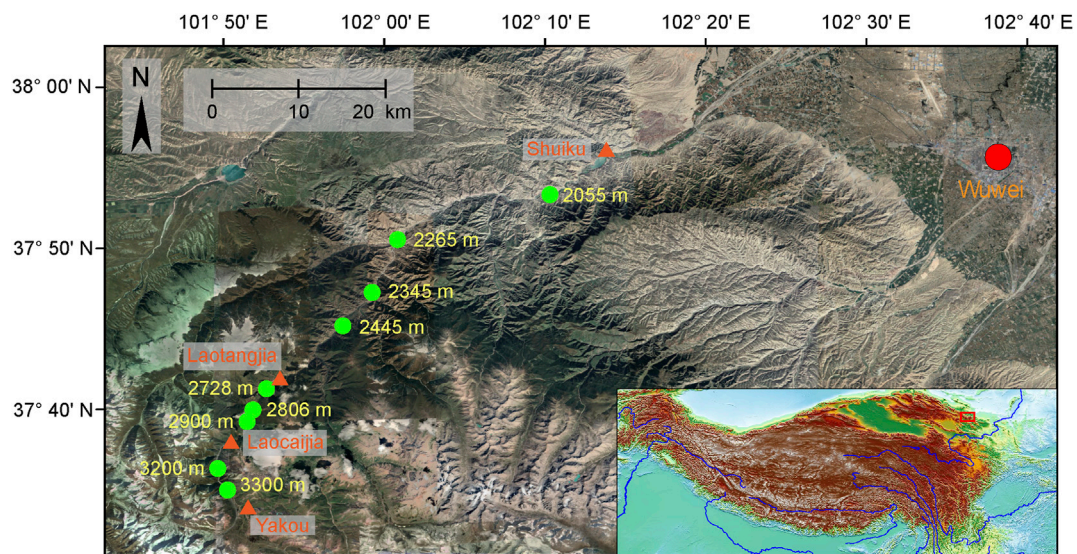 101° 50' E
102° 00' E
102° 10' E
102° 20' E
102° 30' E
102° 40' E
38° 00' N
37° 50' N
37° 40' N
N
0 10 20 km
Shuiku
Wuwei
2055 m
2265 m
2345 m
2445 m
Laotangjia
2728 m
2806 m
2900 m
Laocaijia
3200 m
3300 m
Yakou